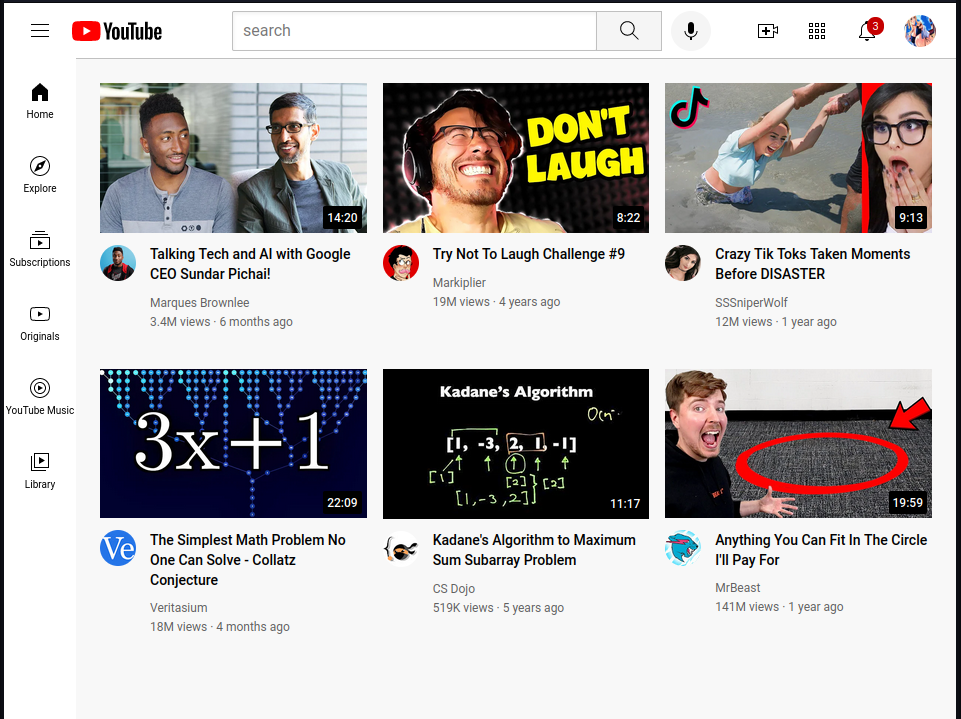 YouTube
search
3
Home
Explore
Subscriptions
Originals
YouTube Music
Library
14:20
Talking Tech and AI with Google
CEO Sundar Pichai!
Marques Brownlee
3.4M views · 6 months ago
DON'T
LAUGH
8:22
Try Not To Laugh Challenge #9
Markiplier
19M views · 4 years ago
9:13
Crazy Tik Toks Taken Moments
Before DISASTER
SSSniperWolf
12M views · 1 year ago
3x+1
22:09
Ve
The Simplest Math Problem No
One Can Solve - Collatz
Conjecture
Veritasium
18M views · 4 months ago
Kadane's Algorithm
[1, -3, 2, 1, -1]
[1] [2] [2]
[1,-3,2]
11:17
Kadane's Algorithm to Maximum
Sum Subarray Problem
CS Dojo
519K views · 5 years ago
19:59
Anything You Can Fit In The Circle
I'll Pay For
MrBeast
141M views · 1 year ago